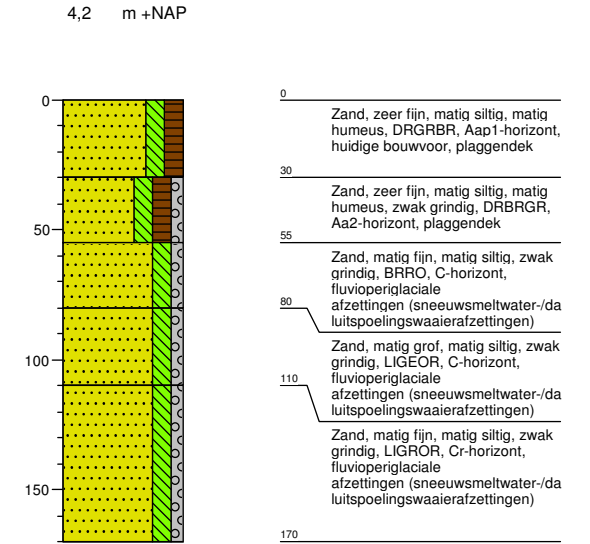 4,2 m +NAP
0
50
100
150
0
Zand, zeer fijn, matig siltig, matig
humeus, DRGRBR, Aap1-horizont,
huidige bouwvoor, plaggendek
30
Zand, zeer fijn, matig siltig, matig
humeus, zwak grindig, DRBRGR,
Aa2-horizont, plaggendek
55
Zand, matig fijn, matig siltig, zwak
grindig, BRRO, C-horizont,
fluvioperiglaciale
afzettingen (sneeuwsmeltwater-/da
luitspoelingswaaierafzettingen)
80
Zand, matig grof, matig siltig, zwak
grindig, LIGEOR, C-horizont,
fluvioperiglaciale
afzettingen (sneeuwsmeltwater-/da
luitspoelingswaaierafzettingen)
110
Zand, matig fijn, matig siltig, zwak
grindig, LIGROR, Cr-horizont,
fluvioperiglaciale
afzettingen (sneeuwsmeltwater-/da
luitspoelingswaaierafzettingen)
170